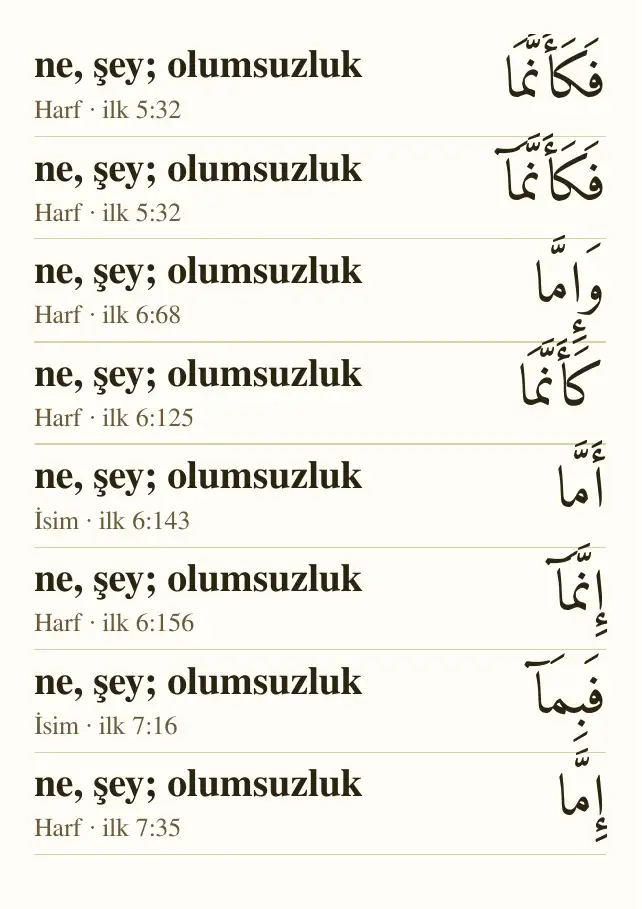 ne, şey; olumsuzluk فَكَأَنَّمَا
Harf · ilk 5:32
ne, şey; olumsuzluk فَكَأَنَّمَآ
Harf · ilk 5:32
ne, şey; olumsuzluk وَإِمَّا
Harf · ilk 6:68
ne, şey; olumsuzluk كَأَنَّمَا
Harf · ilk 6:125
ne, şey; olumsuzluk أَمَّا
İsim · ilk 6:143
ne, şey; olumsuzluk إِنَّمَآ
Harf · ilk 6:156
ne, şey; olumsuzluk فَبِمَآ
İsim · ilk 7:16
ne, şey; olumsuzluk إِمَّا
Harf · ilk 7:35